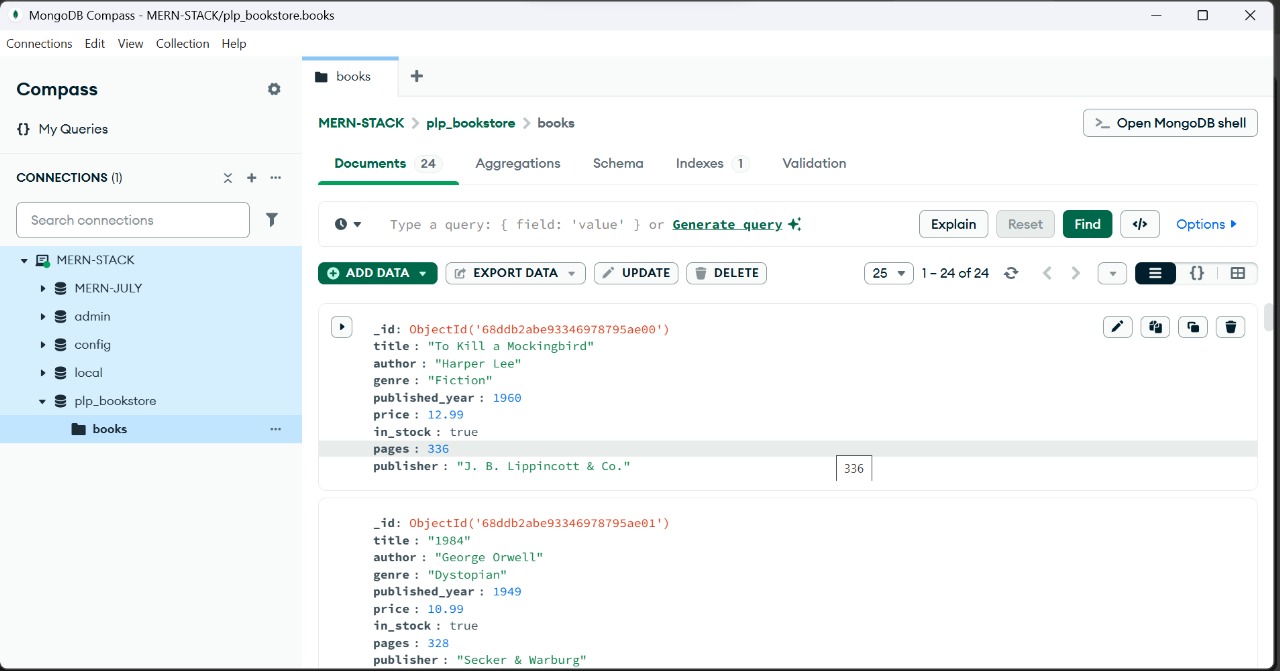 MongoDB Compass - MERN-STACK/plp_bookstore.books
Connections Edit View Collection Help
Compass
{} My Queries
CONNECTIONS (1)
Search connections
MERN-STACK
MERN-JULY
admin
config
local
plp_bookstore
books
books
MERN-STACK > plp_bookstore > books
>_ Open MongoDB shell
Documents 24 Aggregations Schema Indexes 1 Validation
Type a query: { field: 'value' } or Generate query
Explain Reset Find </> Options
ADD DATA EXPORT DATA UPDATE DELETE
25 1 – 24 of 24 {}
_id: ObjectId('68ddb2abe93346978795ae00')
title : "To Kill a Mockingbird"
author : "Harper Lee"
genre : "Fiction"
published_year : 1960
price : 12.99
in_stock : true
pages : 336
publisher : "J. B. Lippincott & Co."
336
_id: ObjectId('68ddb2abe93346978795ae01')
title : "1984"
author : "George Orwell"
genre : "Dystopian"
published_year : 1949
price : 10.99
in_stock : true
pages : 328
publisher : "Secker & Warburg"